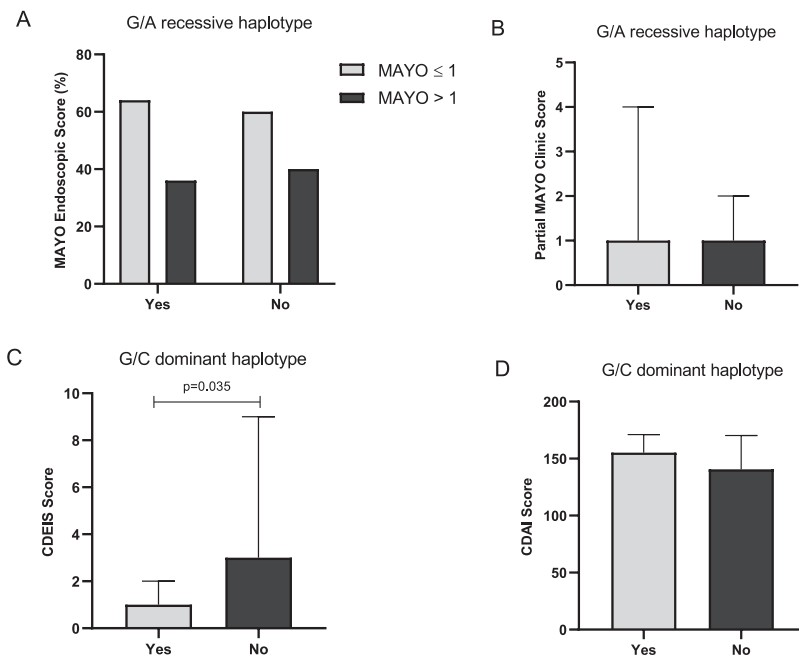 A
G/A recessive haplotype
MAYO Endoscopic Score (%)
80
60
40
20
0
Yes
No
MAYO ≤ 1
MAYO > 1
B
G/A recessive haplotype
Partial MAYO Clinic Score
5
4
3
2
1
0
Yes
No
C
G/C dominant haplotype
p=0.035
CDEIS Score
10
8
6
4
2
0
Yes
No
D
G/C dominant haplotype
CDAI Score
200
150
100
50
0
Yes
No